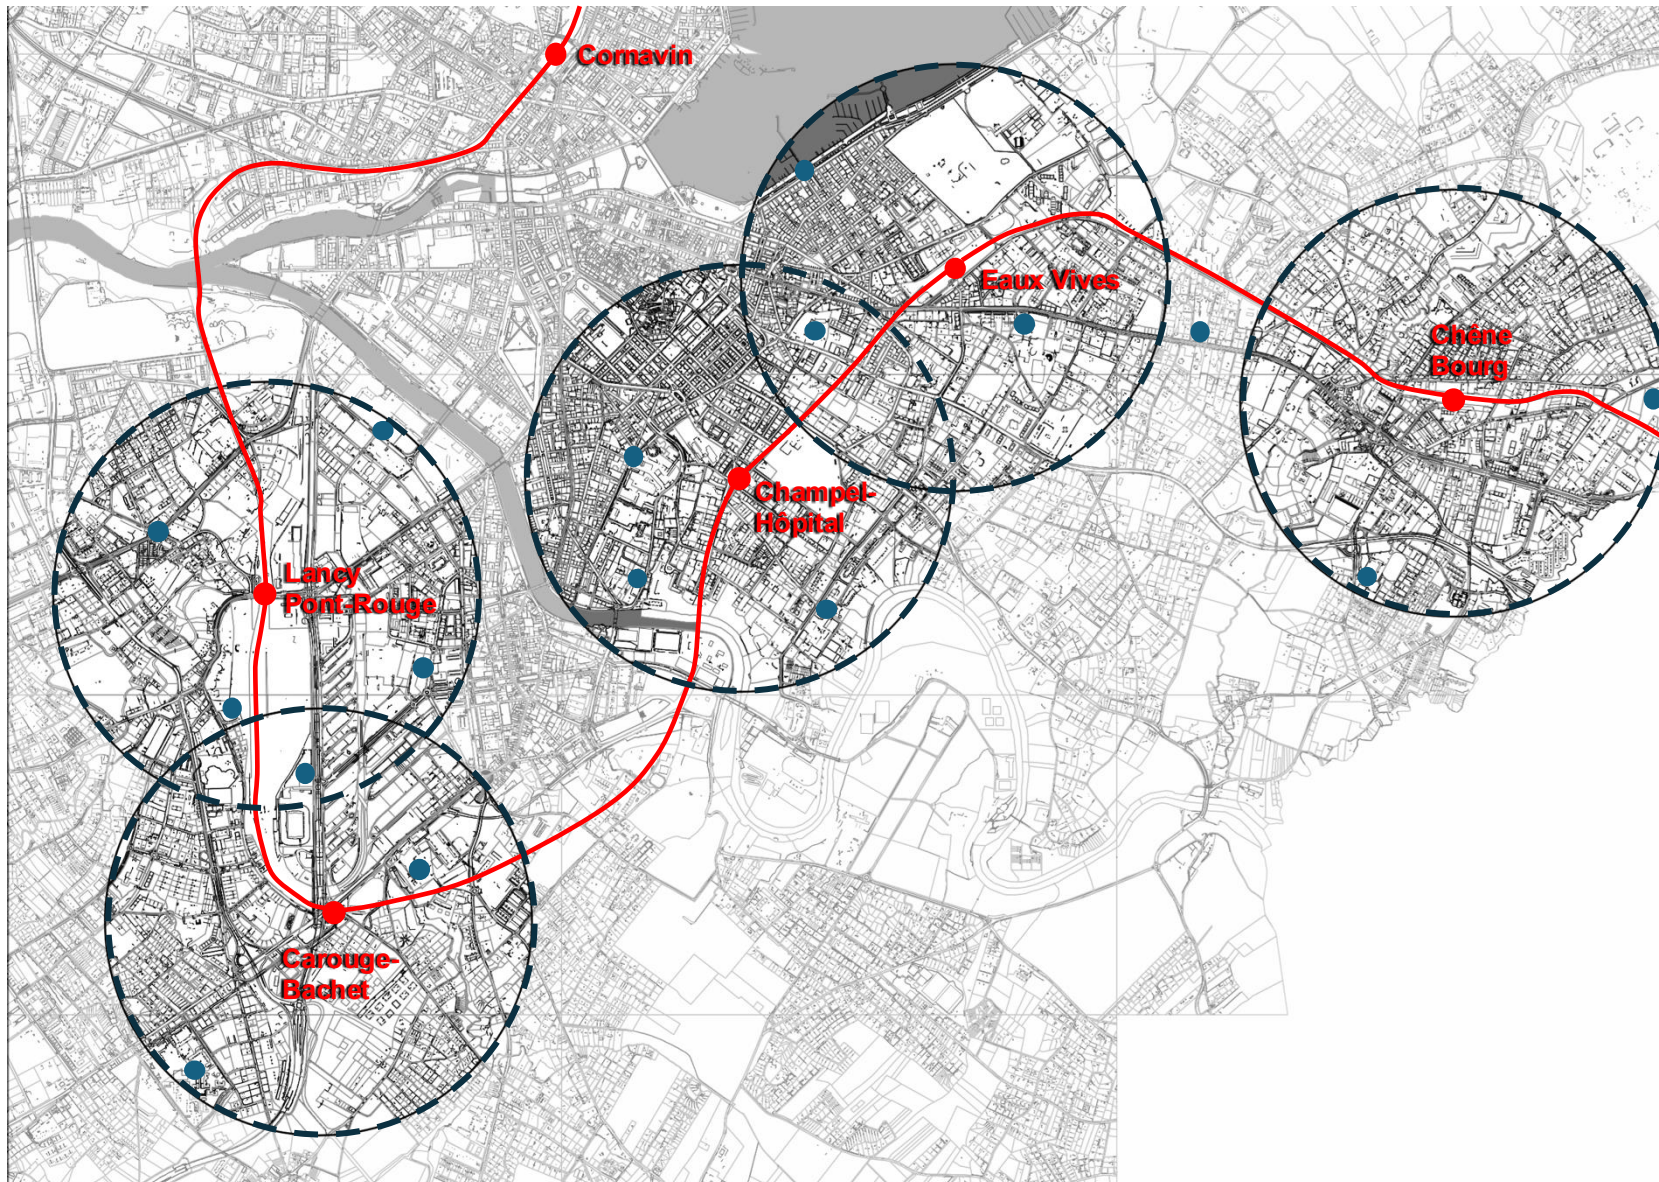 Cornavin
Eaux Vives
Chêne
Bourg
Champel-
Hôpital
Lancy
Pont-Rouge
Carouge-
Bachet